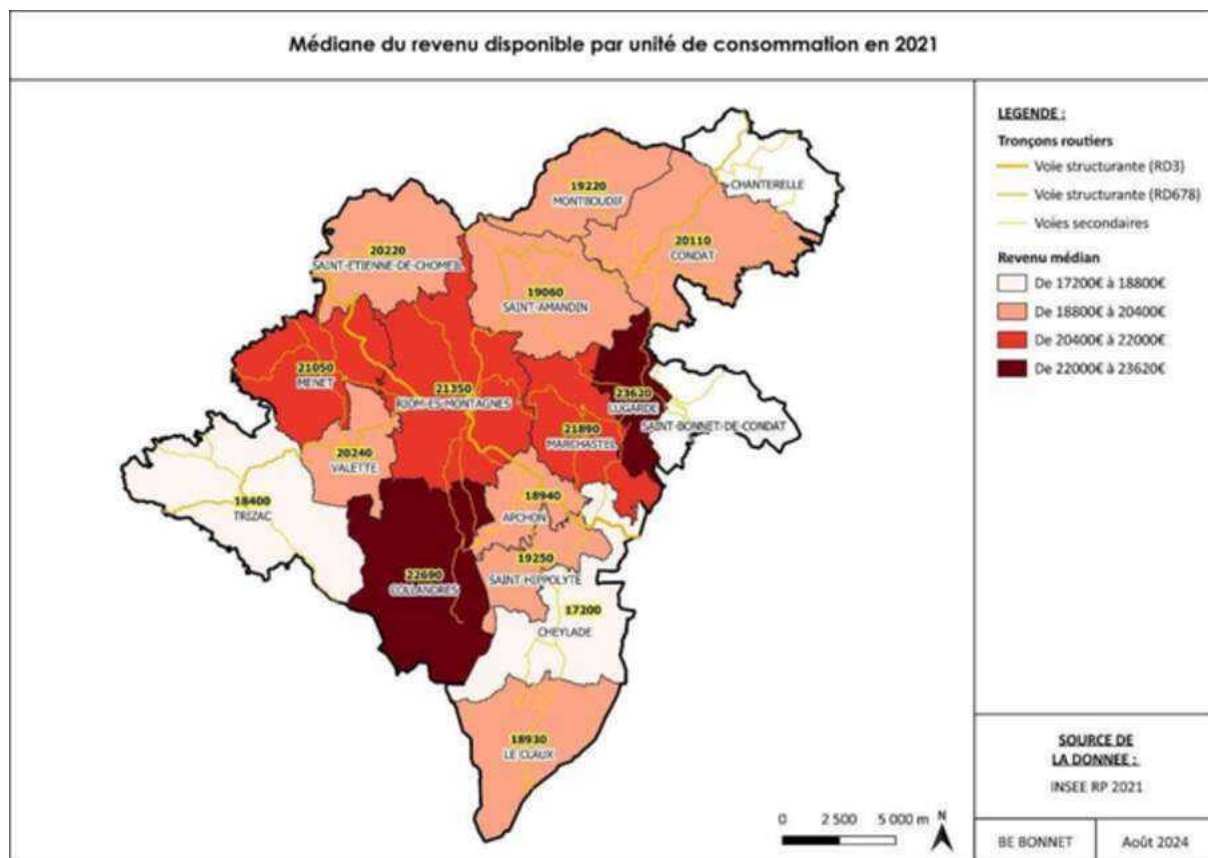 Médiane du revenu disponible par unité de consommation en 2021
LEGENDE :
Tronçons routiers
Voie structurante (RD3)
Voie structurante (RD678)
Voies secondaires
Revenu médian
De 17200€ à 18800€
De 18800€ à 20400€
De 20400€ à 22000€
De 22000€ à 23620€
CHANTERELLE
19220
MONTBOUDIF
20110
CONDAT
20220
SAINT-ETIENNE-DE-CHOMEIL
19060
SAINT-AMANDIN
21050
MENET
21350
RIOM-ES-MONTAGNES
23620
LUGARDE
SAINT-BONNET-DE-CONDAT
21890
MARCHASTEL
20240
VALETTE
18400
TRIZAC
18940
APCHON
19250
SAINT-HIPPOLYTE
22690
COLLANDRES
17200
CHEYLADE
18930
LE CLAUX
0 2 500 5 000 m
N
SOURCE DE
LA DONNEE :
INSEE RP 2021
BE BONNET
Août 2024